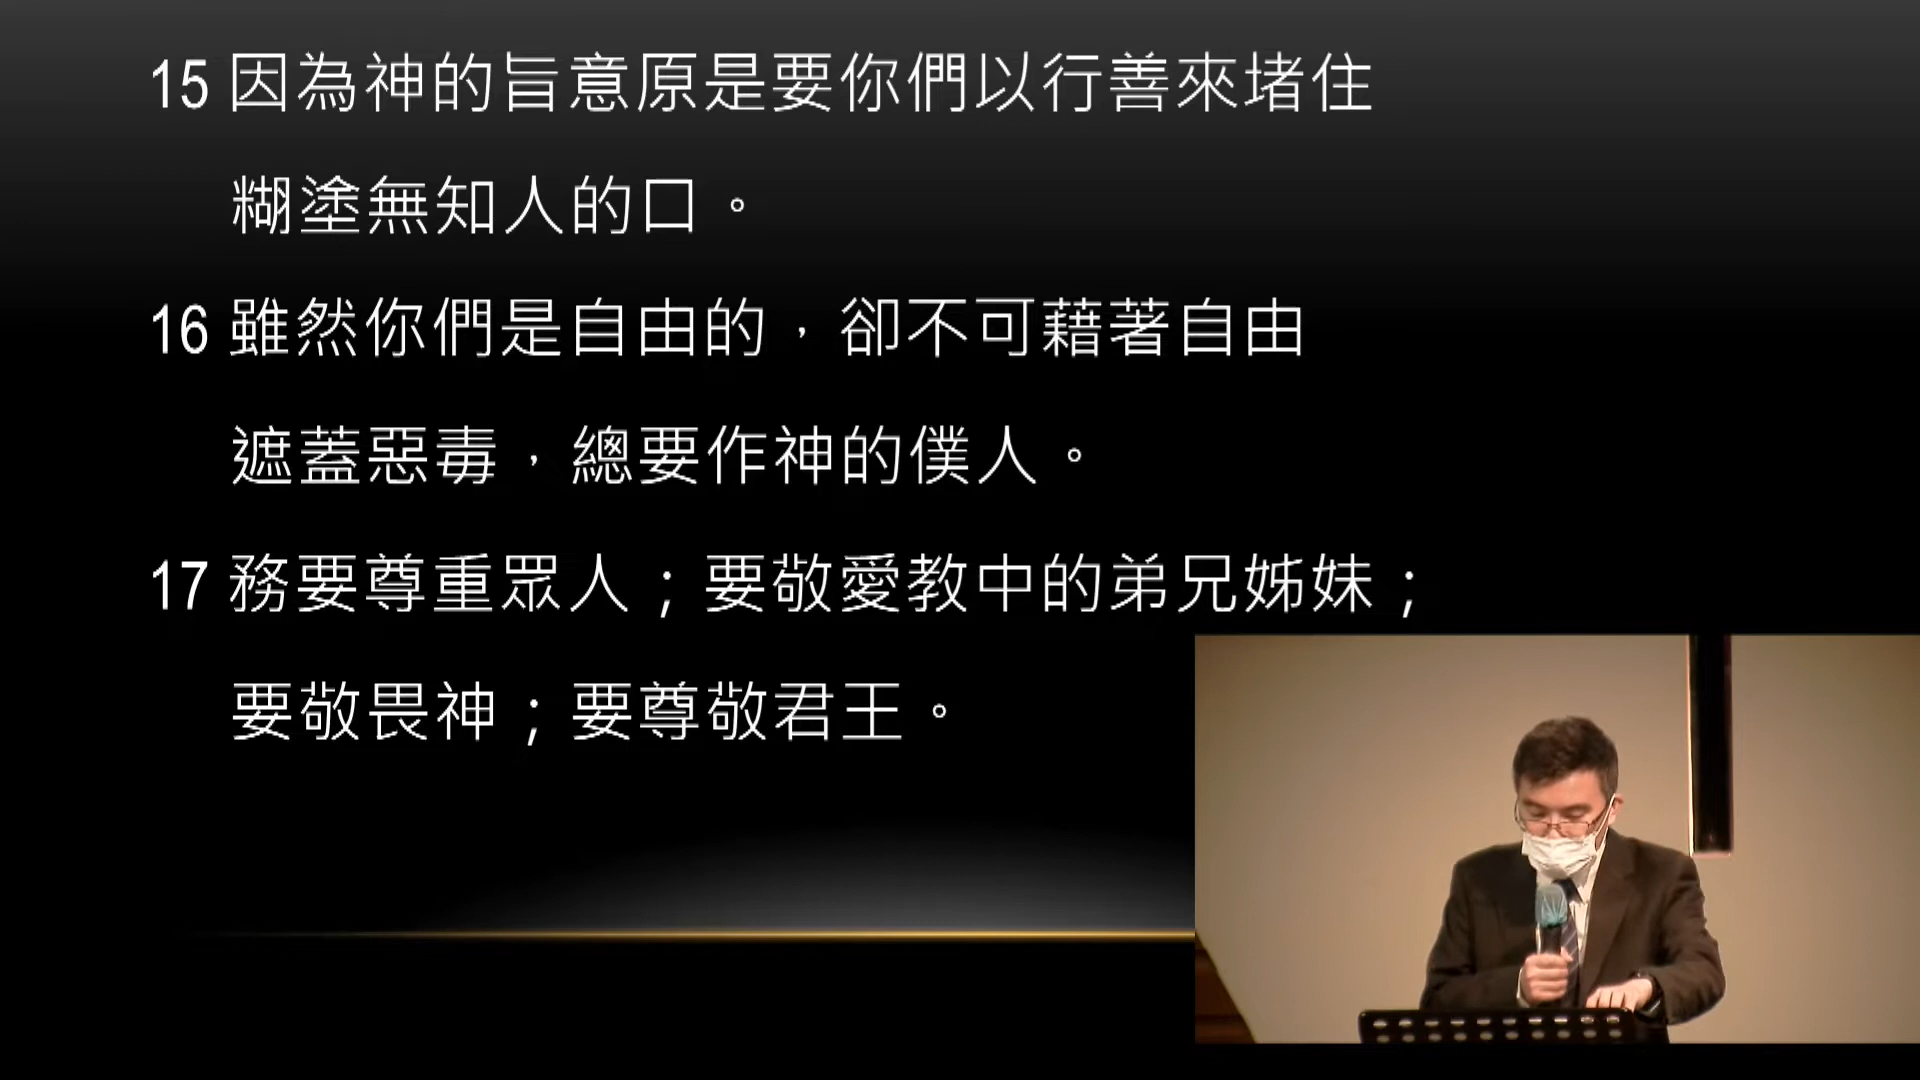 15 因為神的旨意原是要你們以行善來堵住
糊塗無知人的口。
16 雖然你們是自由的，卻不可藉著自由
遮蓋惡毒，總要作神的僕人。
17 務要尊重眾人；要敬愛教中的弟兄姊妹；
要敬畏神；要尊敬君王。